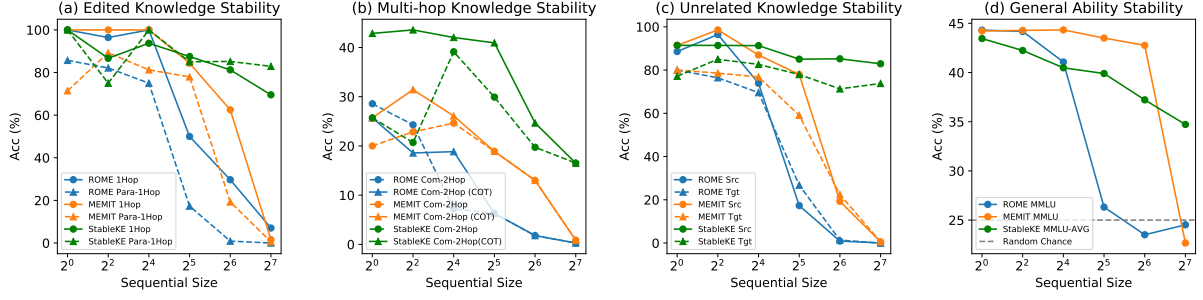 (a) Edited Knowledge Stability
Acc (%)
100
80
60
40
20
0
ROME 1Hop
ROME Para-1Hop
MEMIT 1Hop
MEMIT Para-1Hop
StableKE 1Hop
StableKE Para-1Hop
2^0 2^2 2^4 2^5 2^6 2^7
Sequential Size
(b) Multi-hop Knowledge Stability
Acc (%)
40
30
20
10
0
ROME Com-2Hop
ROME Com-2Hop (COT)
MEMIT Com-2Hop
MEMIT Com-2Hop (COT)
StableKE Com-2Hop
StableKE Com-2Hop(COT)
2^0 2^2 2^4 2^5 2^6 2^7
Sequential Size
(c) Unrelated Knowledge Stability
Acc (%)
100
80
60
40
20
0
ROME Src
ROME Tgt
MEMIT Src
MEMIT Tgt
StableKE Src
StableKE Tgt
2^0 2^2 2^4 2^5 2^6 2^7
Sequential Size
(d) General Ability Stability
Acc (%)
45
40
35
30
25
ROME MMLU
MEMIT MMLU
StableKE MMLU-AVG
Random Chance
2^0 2^2 2^4 2^5 2^6 2^7
Sequential Size